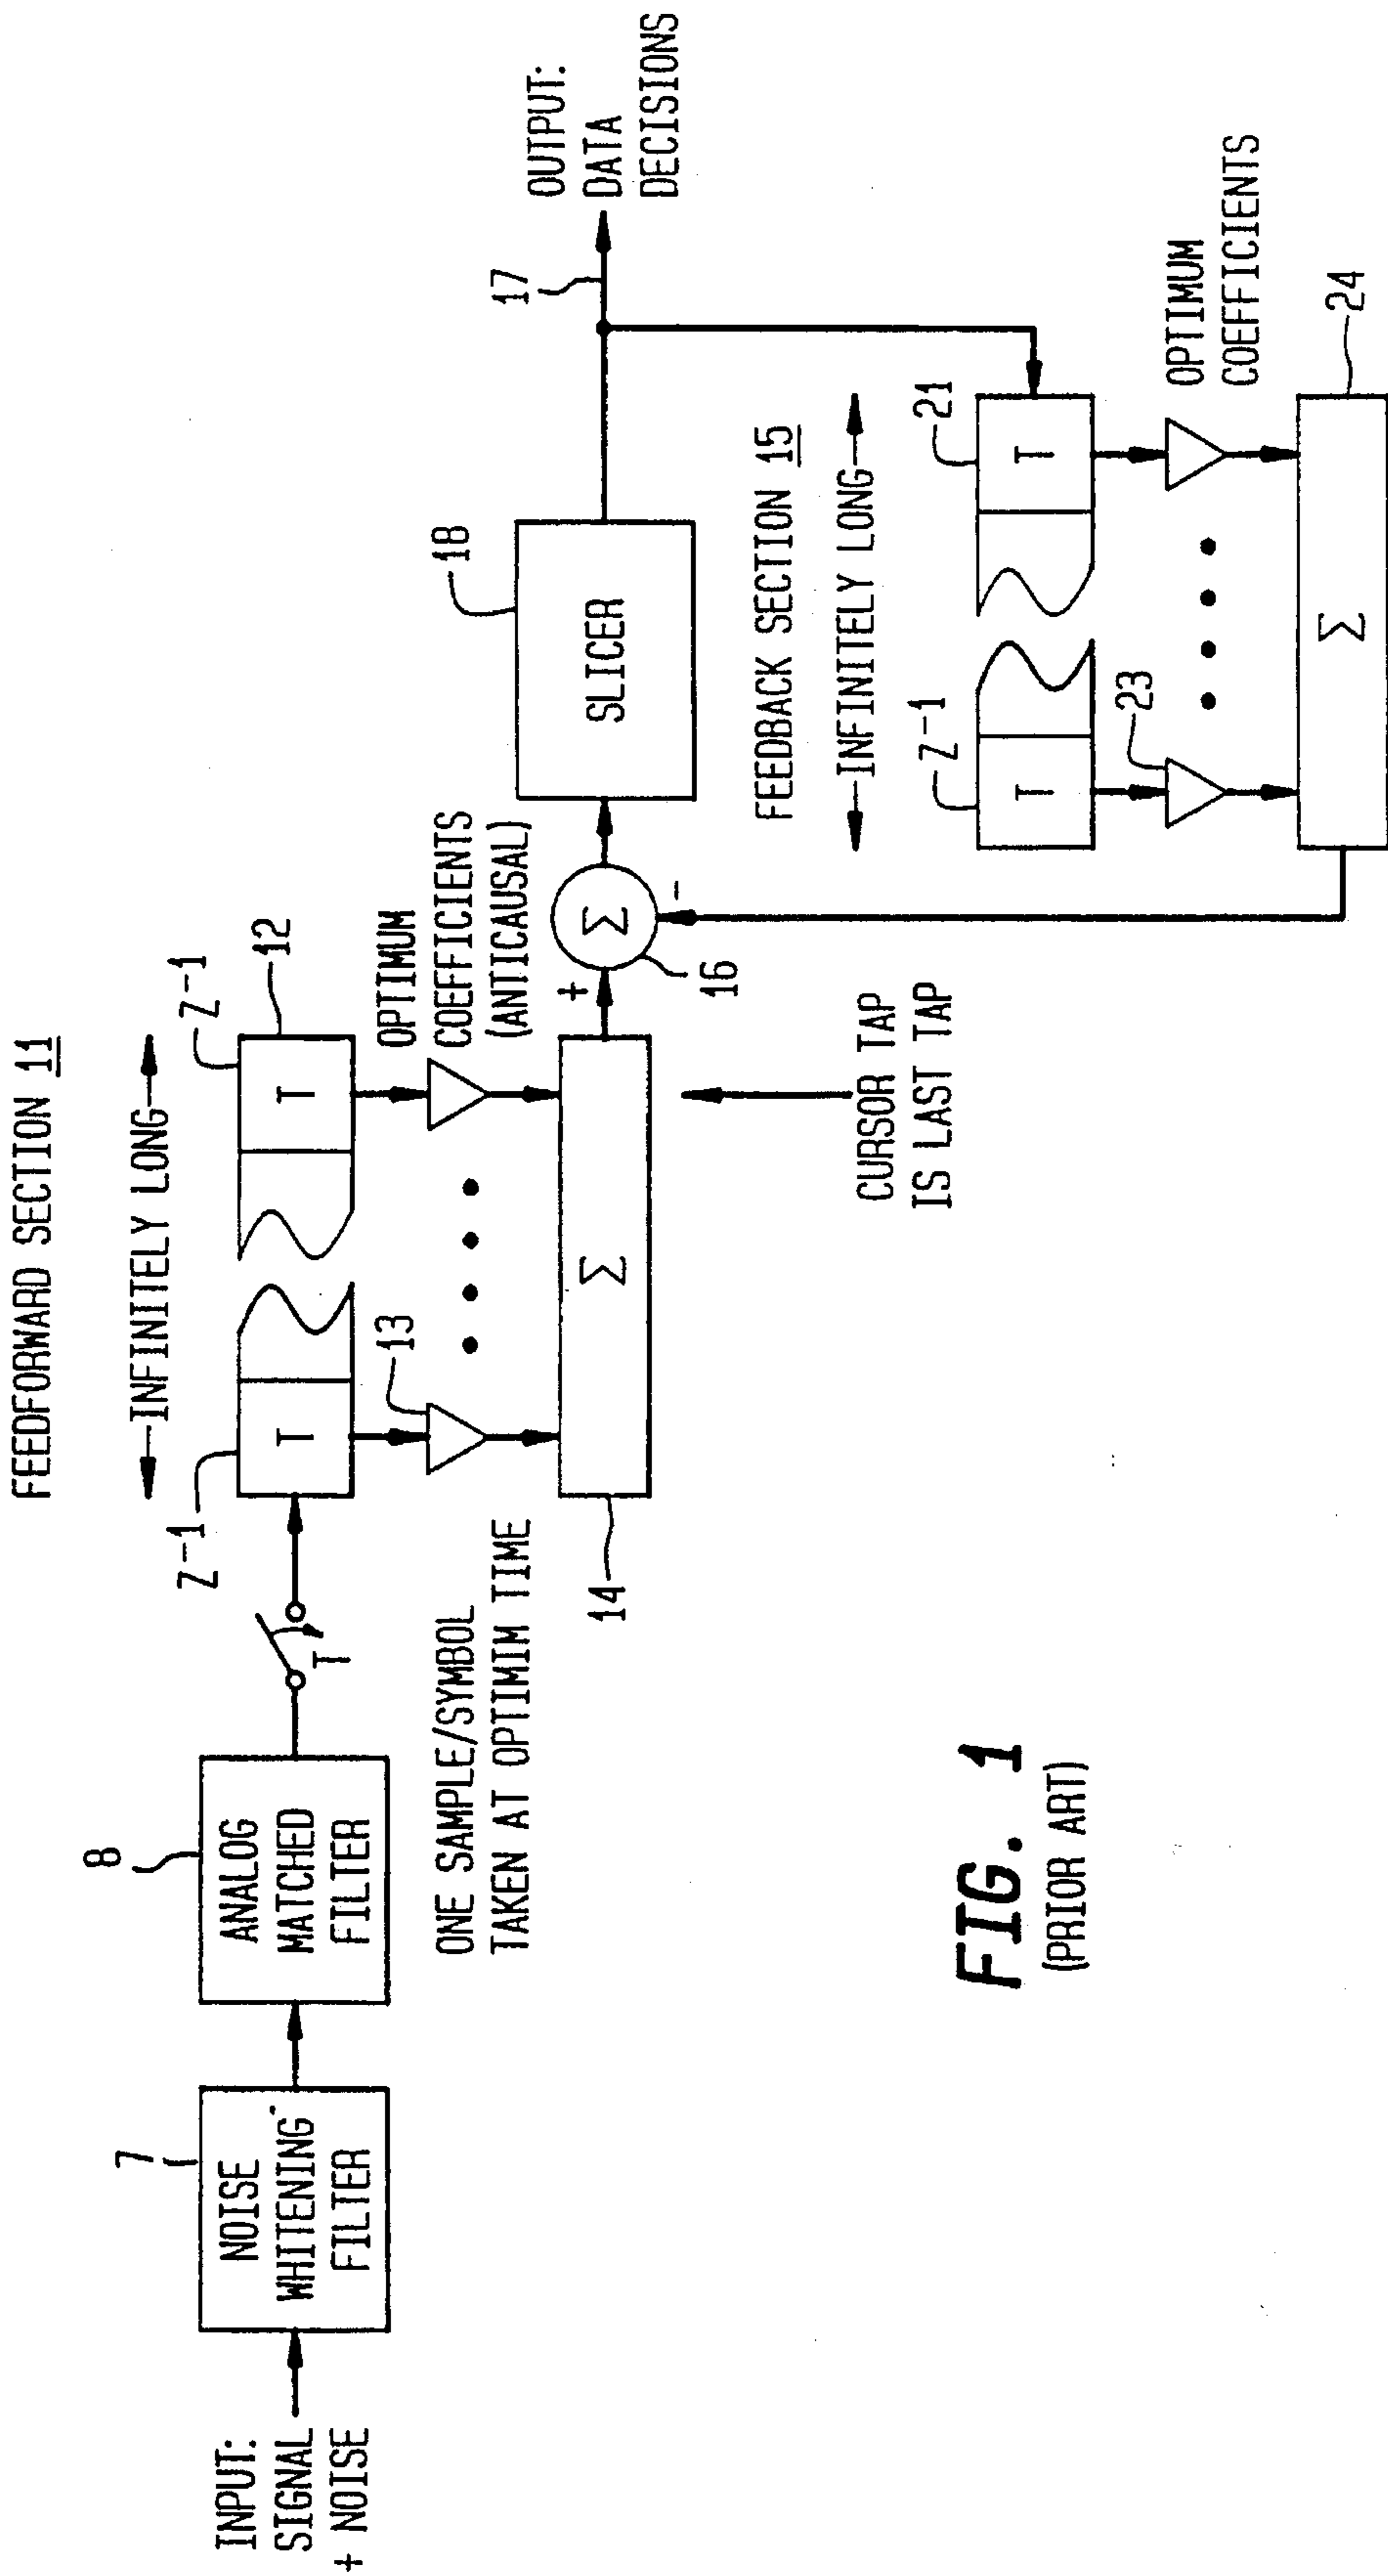 FEEDFORWARD SECTION 11
INFINITELY LONG
Z-1
Z-1
12
T
T
13
OPTIMUM
COEFFICIENTS
(ANTICAUSAL)
INPUT:
SIGNAL
+ NOISE
7
NOISE
WHITENING
FILTER
8
ANALOG
MATCHED
FILTER
T
ONE SAMPLE/SYMBOL
TAKEN AT OPTIMIM TIME
Σ
14
+
Σ
-
16
CURSOR TAP
IS LAST TAP
18
SLICER
17
OUTPUT:
DATA
DECISIONS
FEEDBACK SECTION 15
INFINITELY LONG
Z-1
21
T
T
23
OPTIMUM
COEFFICIENTS
Σ
24
FIG. 1
(PRIOR ART)